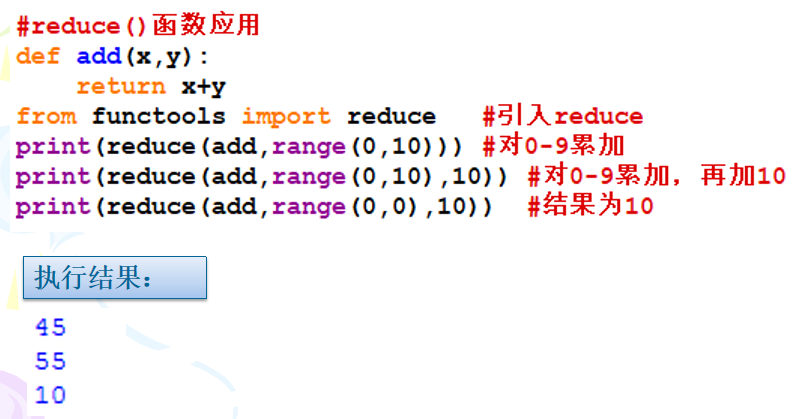 #reduce()函数应用
def add(x,y):
    return x+y
from functools import reduce   #引入reduce
print(reduce(add,range(0,10))) #对0-9累加
print(reduce(add,range(0,10),10)) #对0-9累加，再加10
print(reduce(add,range(0,0),10))  #结果为10
执行结果：
45
55
10